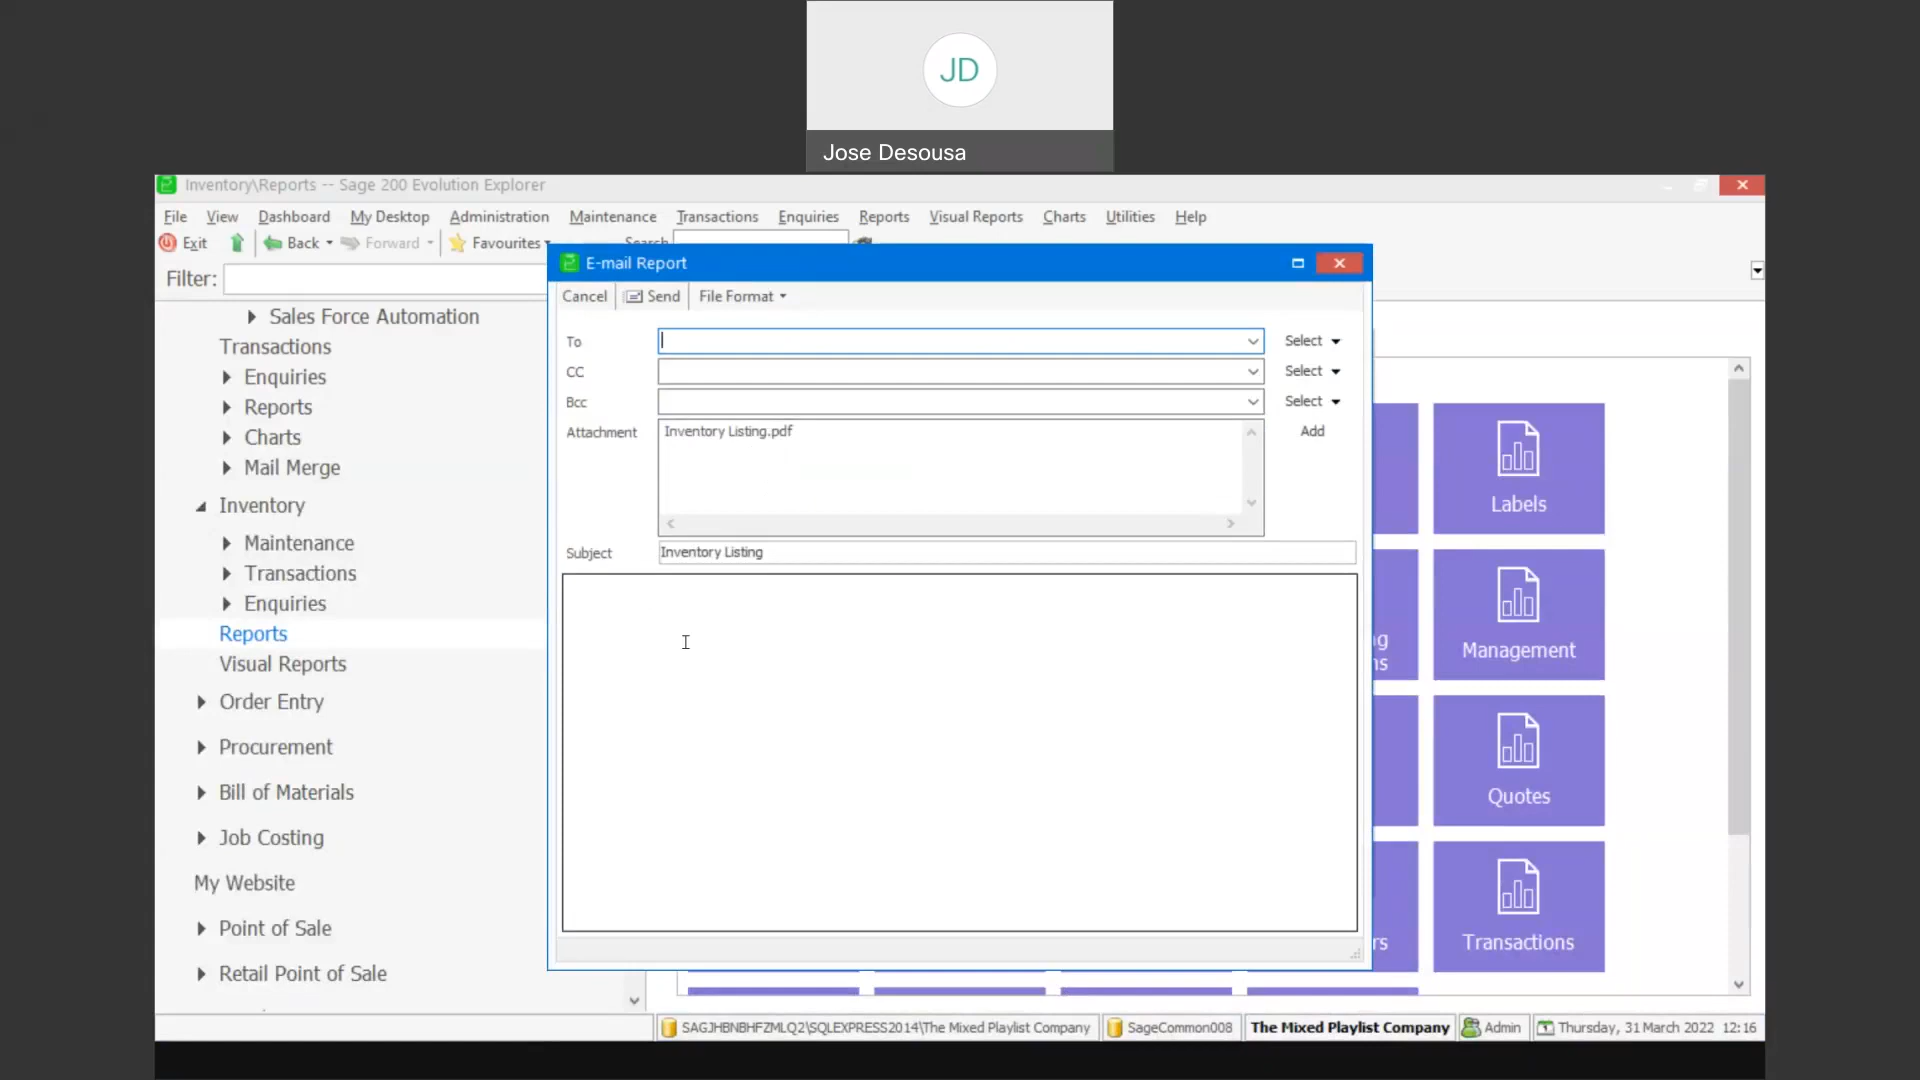 JD
Jose Desousa
Inventory\Reports -- Sage 200 Evolution Explorer
File View Dashboard My Desktop Administration Maintenance Transactions Enquiries Reports Visual Reports Charts Utilities Help
Exit Back Forward Favourites Search
Filter:
E-mail Report
Cancel Send File Format
To Select
CC Select
Bcc Select
Attachment Inventory Listing.pdf Add
Subject Inventory Listing
Sales Force Automation
Transactions
Enquiries
Reports
Charts
Mail Merge
Inventory
Maintenance
Transactions
Enquiries
Reports
Visual Reports
Order Entry
Procurement
Bill of Materials
Job Costing
My Website
Point of Sale
Retail Point of Sale
Labels
Management
Quotes
Transactions
SAGJHBNBHFZMLQ2\SQLEXPRESS2014\The Mixed Playlist Company SageCommon008 The Mixed Playlist Company Admin Thursday, 31 March 2022 12:16